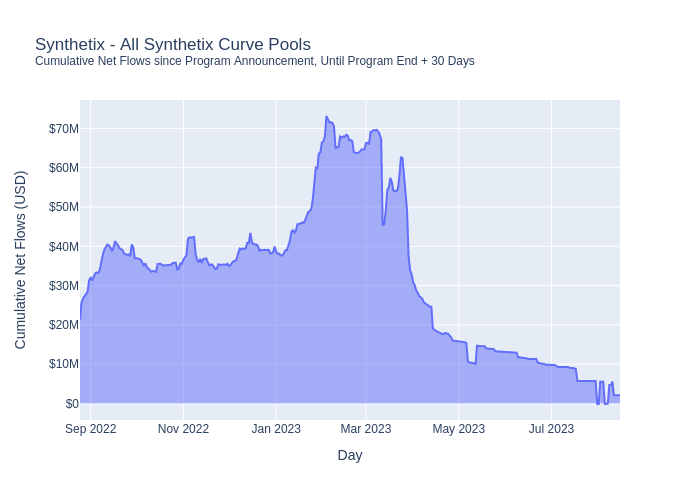 Synthetix - All Synthetix Curve Pools
Cumulative Net Flows since Program Announcement, Until Program End + 30 Days
Cumulative Net Flows (USD)
$70M
$60M
$50M
$40M
$30M
$20M
$10M
$0
Sep 2022
Nov 2022
Jan 2023
Mar 2023
May 2023
Jul 2023
Day